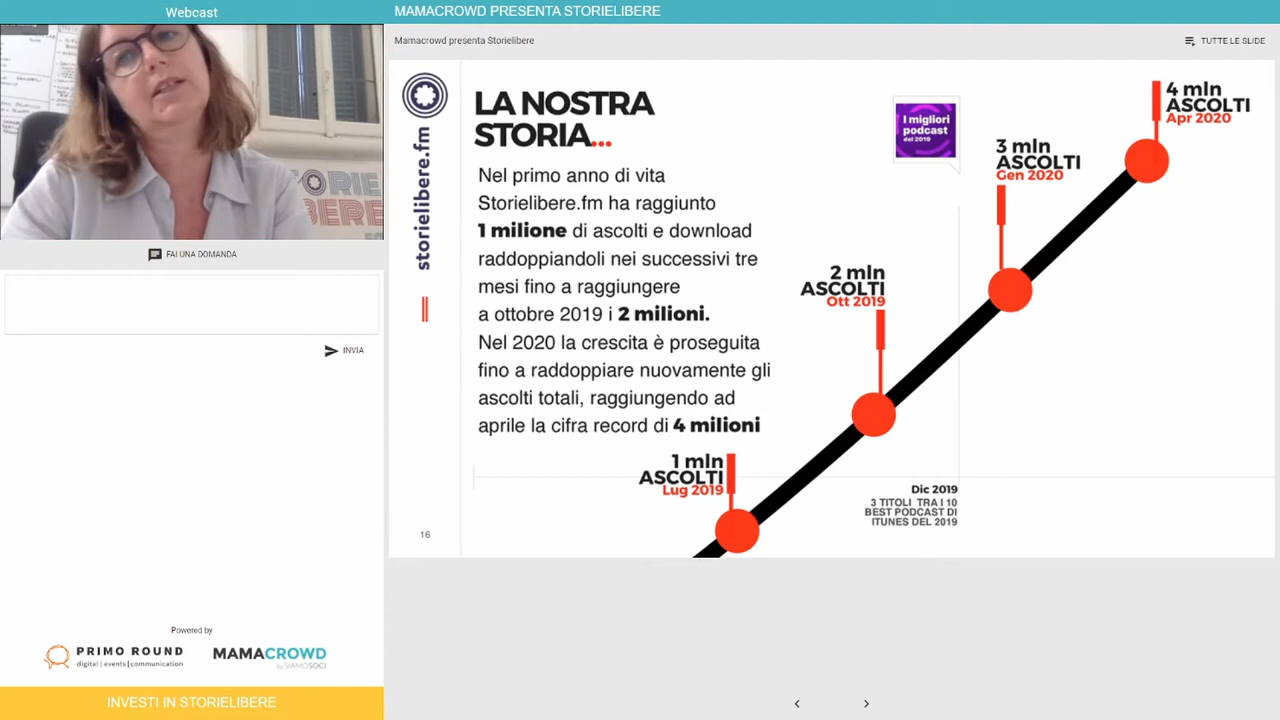 Webcast
MAMACROWD PRESENTA STORIELIBERE
Mamacrowd presenta Storielibere
TUTTE LE SLIDE
FAI UNA DOMANDA
INVIA
Powered by
PRIMO ROUND
digital | events | communication
MAMACROWD
by SIAMOSOCI
INVESTI IN STORIELIBERE
storielibere.fm
16
LA NOSTRA
STORIA...
Nel primo anno di vita
Storielibere.fm ha raggiunto
1 milione di ascolti e download
raddoppiandoli nei successivi tre
mesi fino a raggiungere
a ottobre 2019 i 2 milioni.
Nel 2020 la crescita è proseguita
fino a raddoppiare nuovamente gli
ascolti totali, raggiungendo ad
aprile la cifra record di 4 milioni
1 mln
ASCOLTI
Lug 2019
2 mln
ASCOLTI
Ott 2019
I migliori
podcast
del 2019
Dic 2019
3 TITOLI TRA I 10
BEST PODCAST DI
ITUNES DEL 2019
3 mln
ASCOLTI
Gen 2020
4 mln
ASCOLTI
Apr 2020